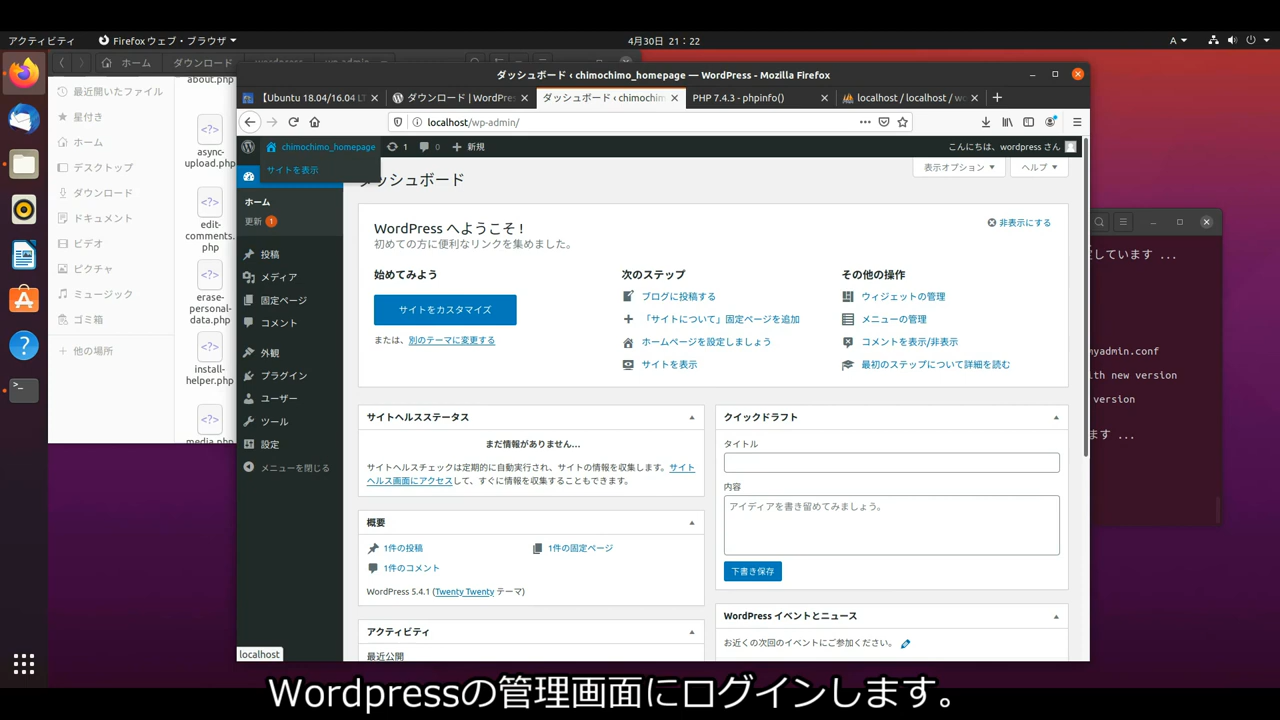 アクティビティ
Firefox ウェブ・ブラウザ
4月30日 21：22
A
ホーム
ダウンロード
wordpress
wp-admin
最近開いたファイル
星付き
ホーム
デスクトップ
ダウンロード
ドキュメント
ビデオ
ピクチャ
ミュージック
ゴミ箱
他の場所
about.php
async-
upload.php
edit-
comments.
php
erase-
personal-
data.php
install-
helper.php
media.php
ダッシュボード ‹ chimochimo_homepage — WordPress - Mozilla Firefox
【Ubuntu 18.04/16.04 LT
ダウンロード | WordPres
ダッシュボード ‹ chimochim
PHP 7.4.3 - phpinfo()
localhost / localhost / wo
localhost/wp-admin/
chimochimo_homepage
1
0
新規
こんにちは、wordpress さん
サイトを表示
ダッシュボード
表示オプション
ヘルプ
ホーム
更新 1
投稿
メディア
固定ページ
コメント
外観
プラグイン
ユーザー
ツール
設定
メニューを閉じる
WordPress へようこそ !
初めての方に便利なリンクを集めました。
非表示にする
始めてみよう
サイトをカスタマイズ
または、別のテーマに変更する
次のステップ
ブログに投稿する
「サイトについて」固定ページを追加
ホームページを設定しましょう
サイトを表示
その他の操作
ウィジェットの管理
メニューの管理
コメントを表示/非表示
最初のステップについて詳細を読む
サイトヘルスステータス
まだ情報がありません…
サイトヘルスチェックは定期的に自動実行され、サイトの情報を収集します。サイト
ヘルス画面にアクセスして、すぐに情報を収集することもできます。
概要
1件の投稿
1件の固定ページ
1件のコメント
WordPress 5.4.1 (Twenty Twenty テーマ)
アクティビティ
最近公開
クイックドラフト
タイトル
内容
アイディアを書き留めてみましょう。
下書き保存
WordPress イベントとニュース
お近くの次回のイベントにご参加ください。
localhost
しています ...
myadmin.conf
ith new version
version
ます ...
Wordpressの管理画面にログインします。